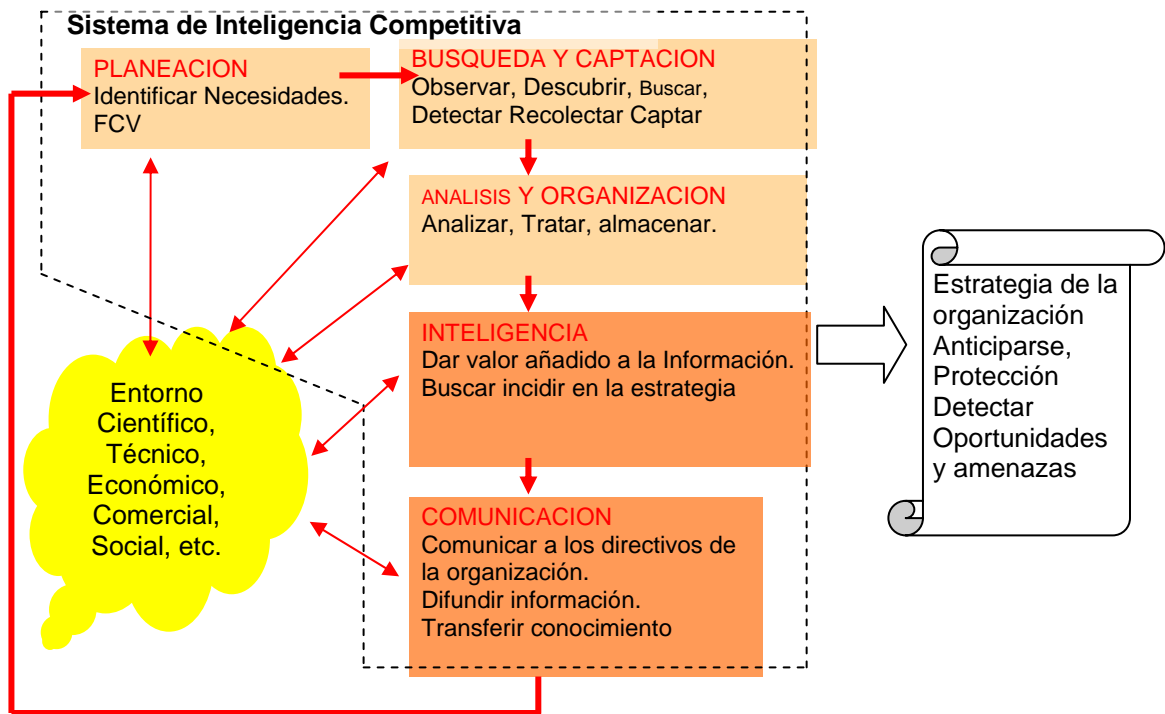 Sistema de Inteligencia Competitiva
PLANEACION
Identificar Necesidades.
FCV
BUSQUEDA Y CAPTACION
Observar, Descubrir, Buscar,
Detectar Recolectar Captar
ANALISIS Y ORGANIZACION
Analizar, Tratar, almacenar.
INTELIGENCIA
Dar valor añadido a la Información.
Buscar incidir en la estrategia
COMUNICACION
Comunicar a los directivos de
la organización.
Difundir información.
Transferir conocimiento
Entorno
Científico,
Técnico,
Económico,
Comercial,
Social, etc.
Estrategia de la
organización
Anticiparse,
Protección
Detectar
Oportunidades
y amenazas